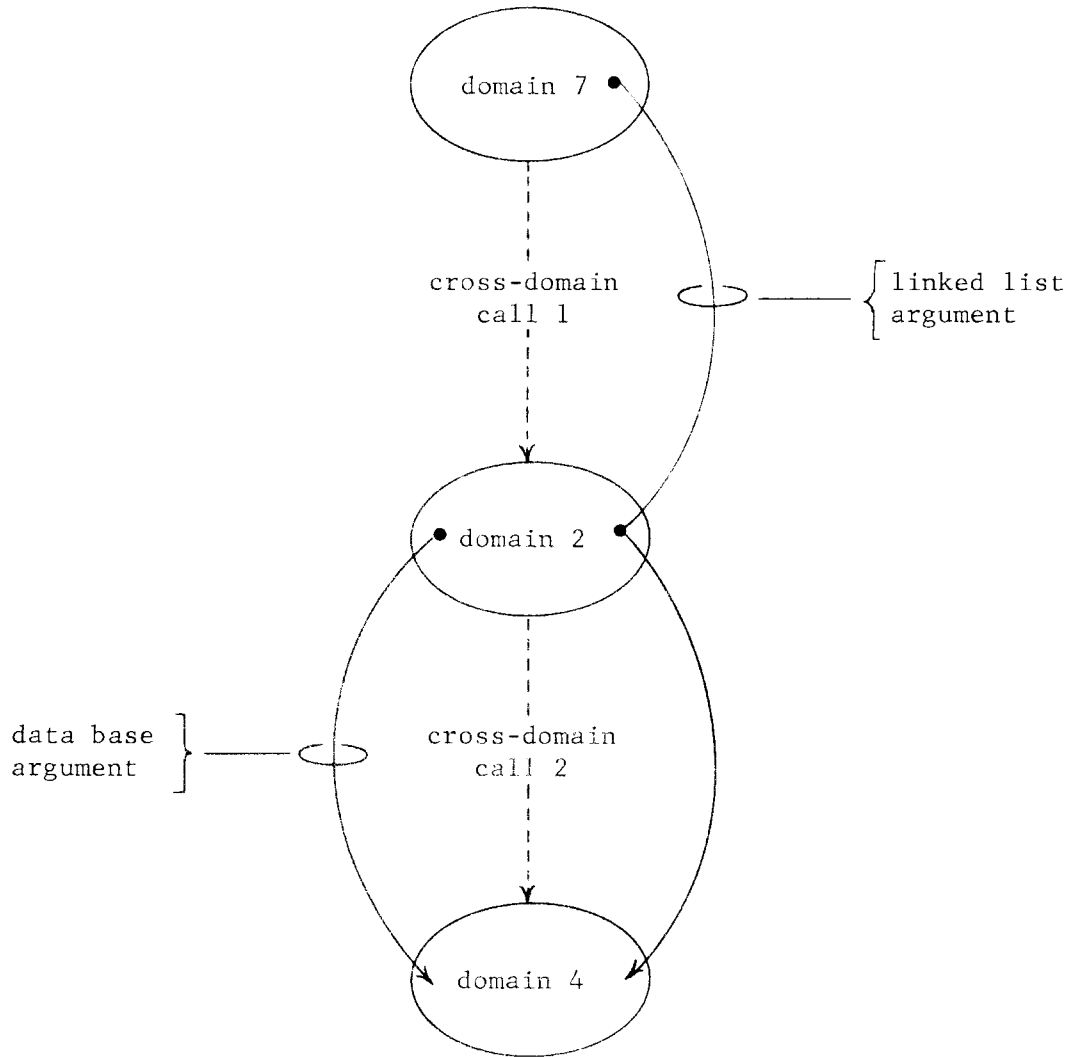 domain 7
cross-domain
call 1
linked list
argument
domain 2
data base
argument
cross-domain
call 2
domain 4